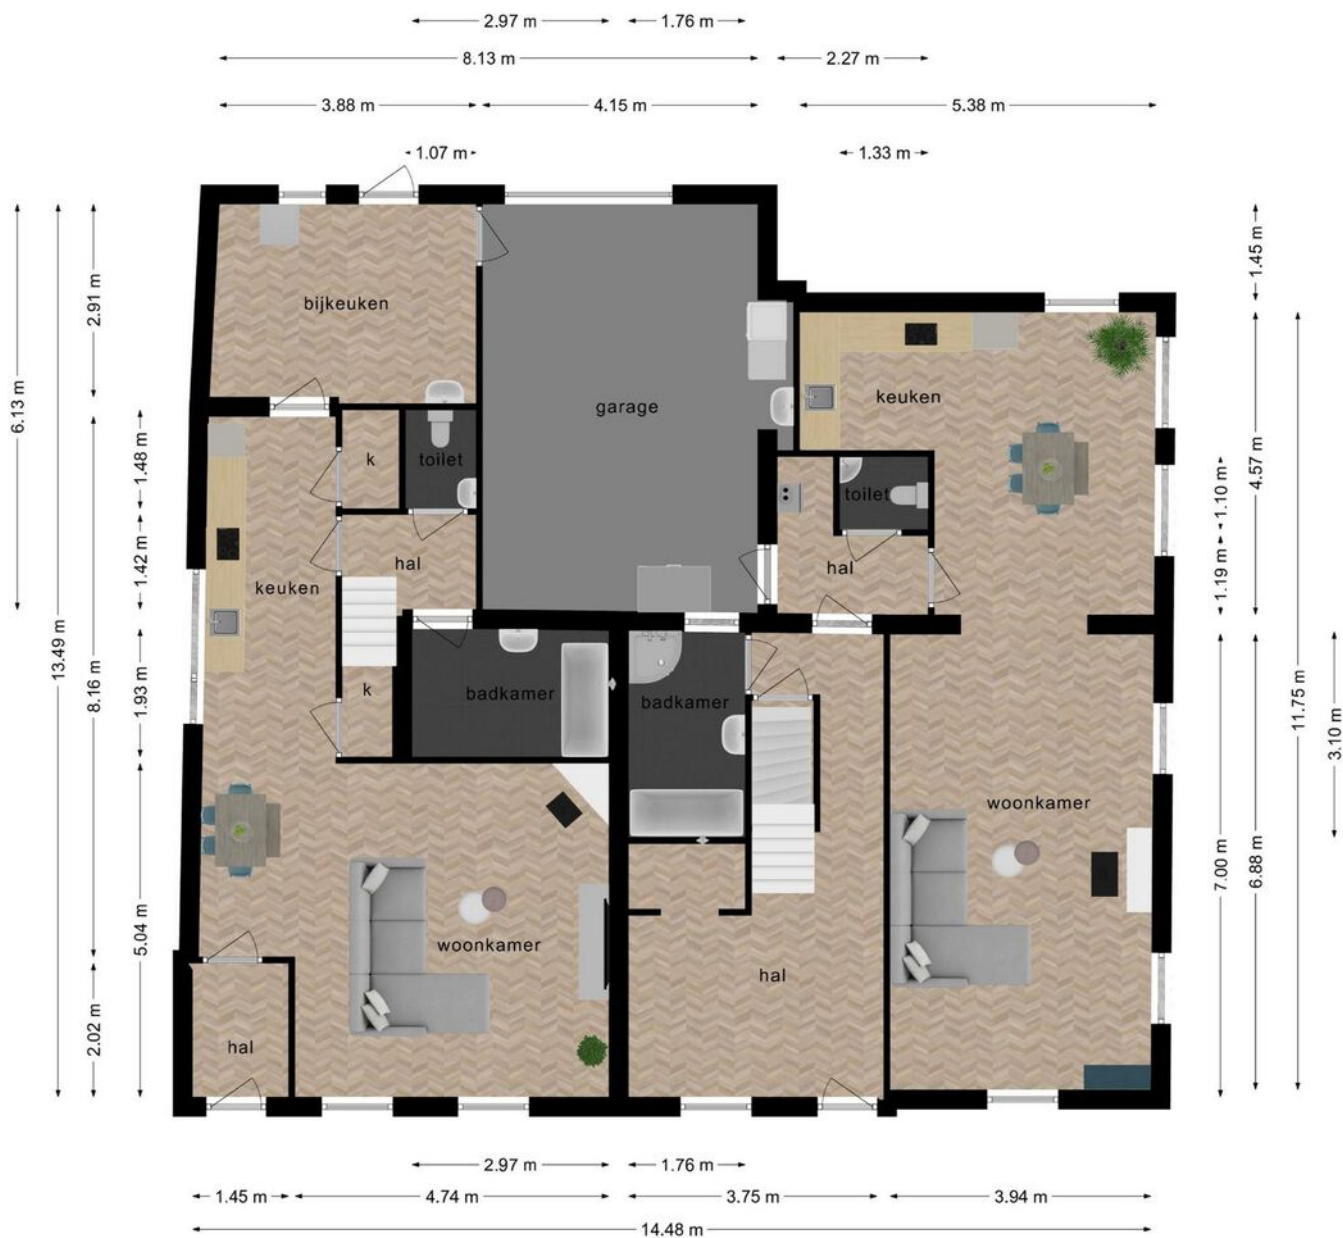 2.97 m
1.76 m
8.13 m
2.27 m
3.88 m
4.15 m
5.38 m
1.07 m
1.33 m
6.13 m
13.49 m
2.91 m
8.16 m
2.02 m
1.48 m
1.42 m
1.93 m
5.04 m
bijkeuken
garage
keuken
k
toilet
toilet
hal
hal
keuken
k
badkamer
badkamer
woonkamer
woonkamer
hal
hal
1.45 m
4.57 m
1.10 m
1.19 m
11.75 m
3.10 m
7.00 m
6.88 m
2.97 m
1.76 m
1.45 m
4.74 m
3.75 m
3.94 m
14.48 m